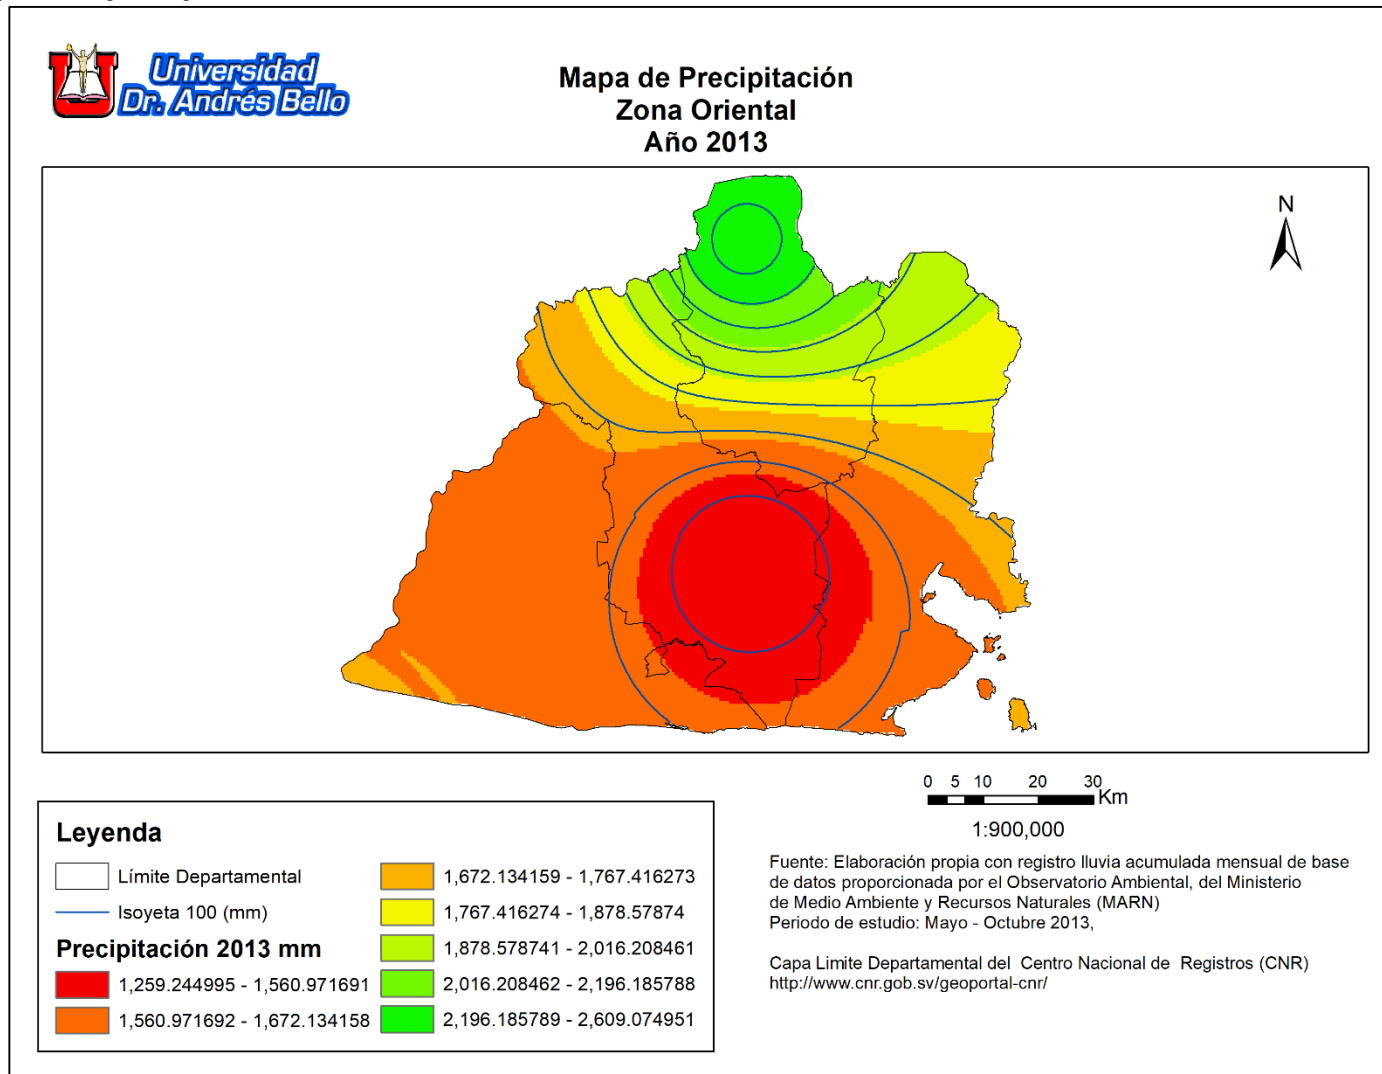 Universidad
Dr. Andrés Bello
Mapa de Precipitación
Zona Oriental
Año 2013
N
0 5 10 20 30
Km
1:900,000
Leyenda
Límite Departamental
Isoyeta 100 (mm)
Precipitación 2013 mm
1,259.244995 - 1,560.971691
1,560.971692 - 1,672.134158
1,672.134159 - 1,767.416273
1,767.416274 - 1,878.57874
1,878.578741 - 2,016.208461
2,016.208462 - 2,196.185788
2,196.185789 - 2,609.074951
Fuente: Elaboración propia con registro lluvia acumulada mensual de base
de datos proporcionada por el Observatorio Ambiental, del Ministerio
de Medio Ambiente y Recursos Naturales (MARN)
Periodo de estudio: Mayo - Octubre 2013,
Capa Limite Departamental del Centro Nacional de Registros (CNR)
http://www.cnr.gob.sv/geoportal-cnr/